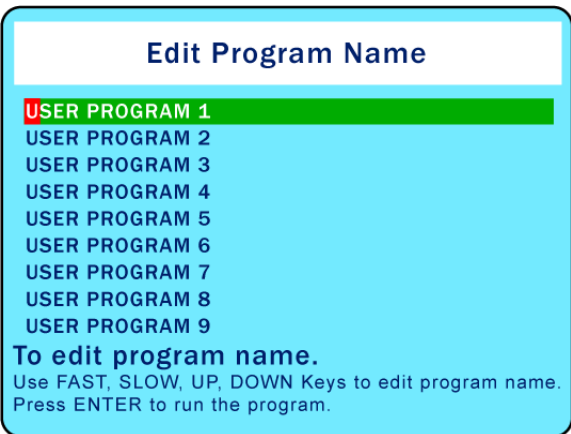 Edit Program Name
USER PROGRAM 1
USER PROGRAM 2
USER PROGRAM 3
USER PROGRAM 4
USER PROGRAM 5
USER PROGRAM 6
USER PROGRAM 7
USER PROGRAM 8
USER PROGRAM 9
To edit program name.
Use FAST, SLOW, UP, DOWN Keys to edit program name.
Press ENTER to run the program.